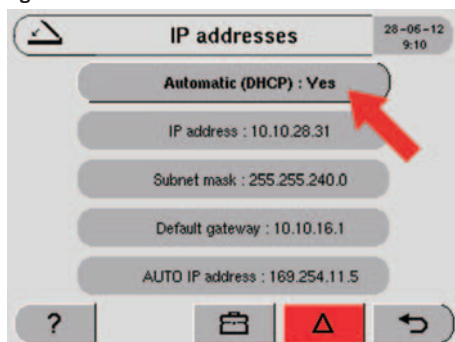 IP addresses
28-06-12
9:10
Automatic (DHCP) : Yes
IP address : 10.10.28.31
Subnet mask : 255.255.240.0
Default gateway : 10.10.16.1
AUTO IP address : 169.254.11.5
?